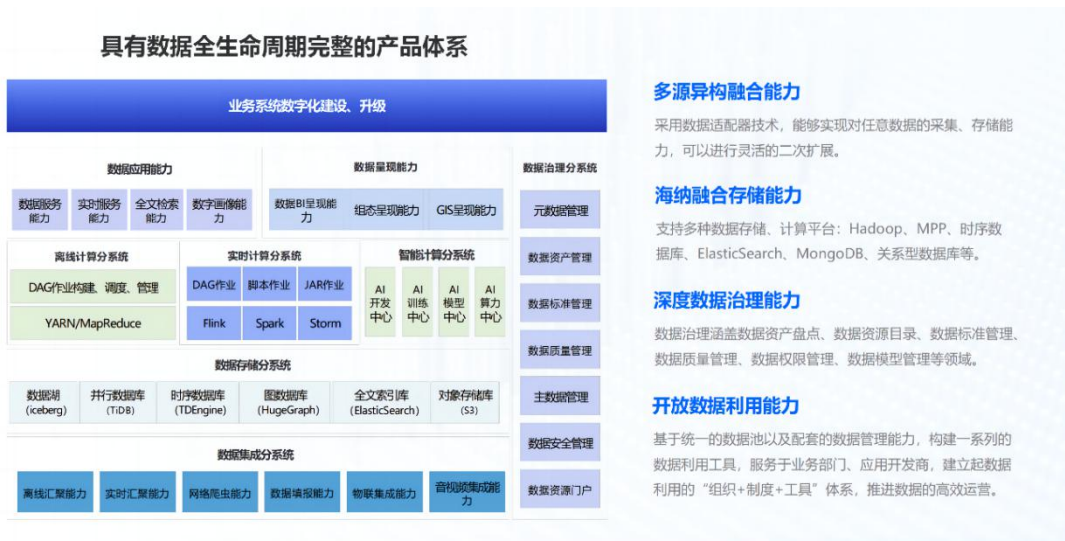 具有数据全生命周期完整的产品体系
业务系统数字化建设、升级
数据应用能力
数据服务
能力
实时服务
能力
全文检索
能力
数字画像能
力
数据呈现能力
数据BI呈现能
力
组态呈现能力
GIS呈现能力
离线计算分系统
DAG作业构建、调度、管理
YARN/MapReduce
实时计算分系统
DAG作业
脚本作业
JAR作业
Flink
Spark
Storm
智能计算分系统
AI
开发
中心
AI
训练
中心
AI
模型
中心
AI
算力
中心
数据存储分系统
数据湖
(iceberg)
并行数据库
(TiDB)
时序数据库
(TDEngine)
图数据库
(HugeGraph)
全文索引库
(ElasticSearch)
对象存储库
(S3)
数据集成分系统
离线汇聚能力
实时汇聚能力
网络爬虫能力
数据填报能力
物联集成能力
音视频集成能
力
数据治理分系统
元数据管理
数据资产管理
数据标准管理
数据质量管理
主数据管理
数据安全管理
数据资源门户
多源异构融合能力
采用数据适配器技术，能够实现对任意数据的采集、存储能
力，可以进行灵活的二次扩展。
海纳融合存储能力
支持多种数据存储、计算平台：Hadoop、MPP、时序数
据库、ElasticSearch、MongoDB、关系型数据库等。
深度数据治理能力
数据治理涵盖数据资产盘点、数据资源目录、数据标准管理、
数据质量管理、数据权限管理、数据模型管理等领域。
开放数据利用能力
基于统一的数据池以及配套的数据管理能力，构建一系列的
数据利用工具，服务于业务部门、应用开发商，建立起数据
利用的“组织+制度+工具”体系，推进数据的高效运营。